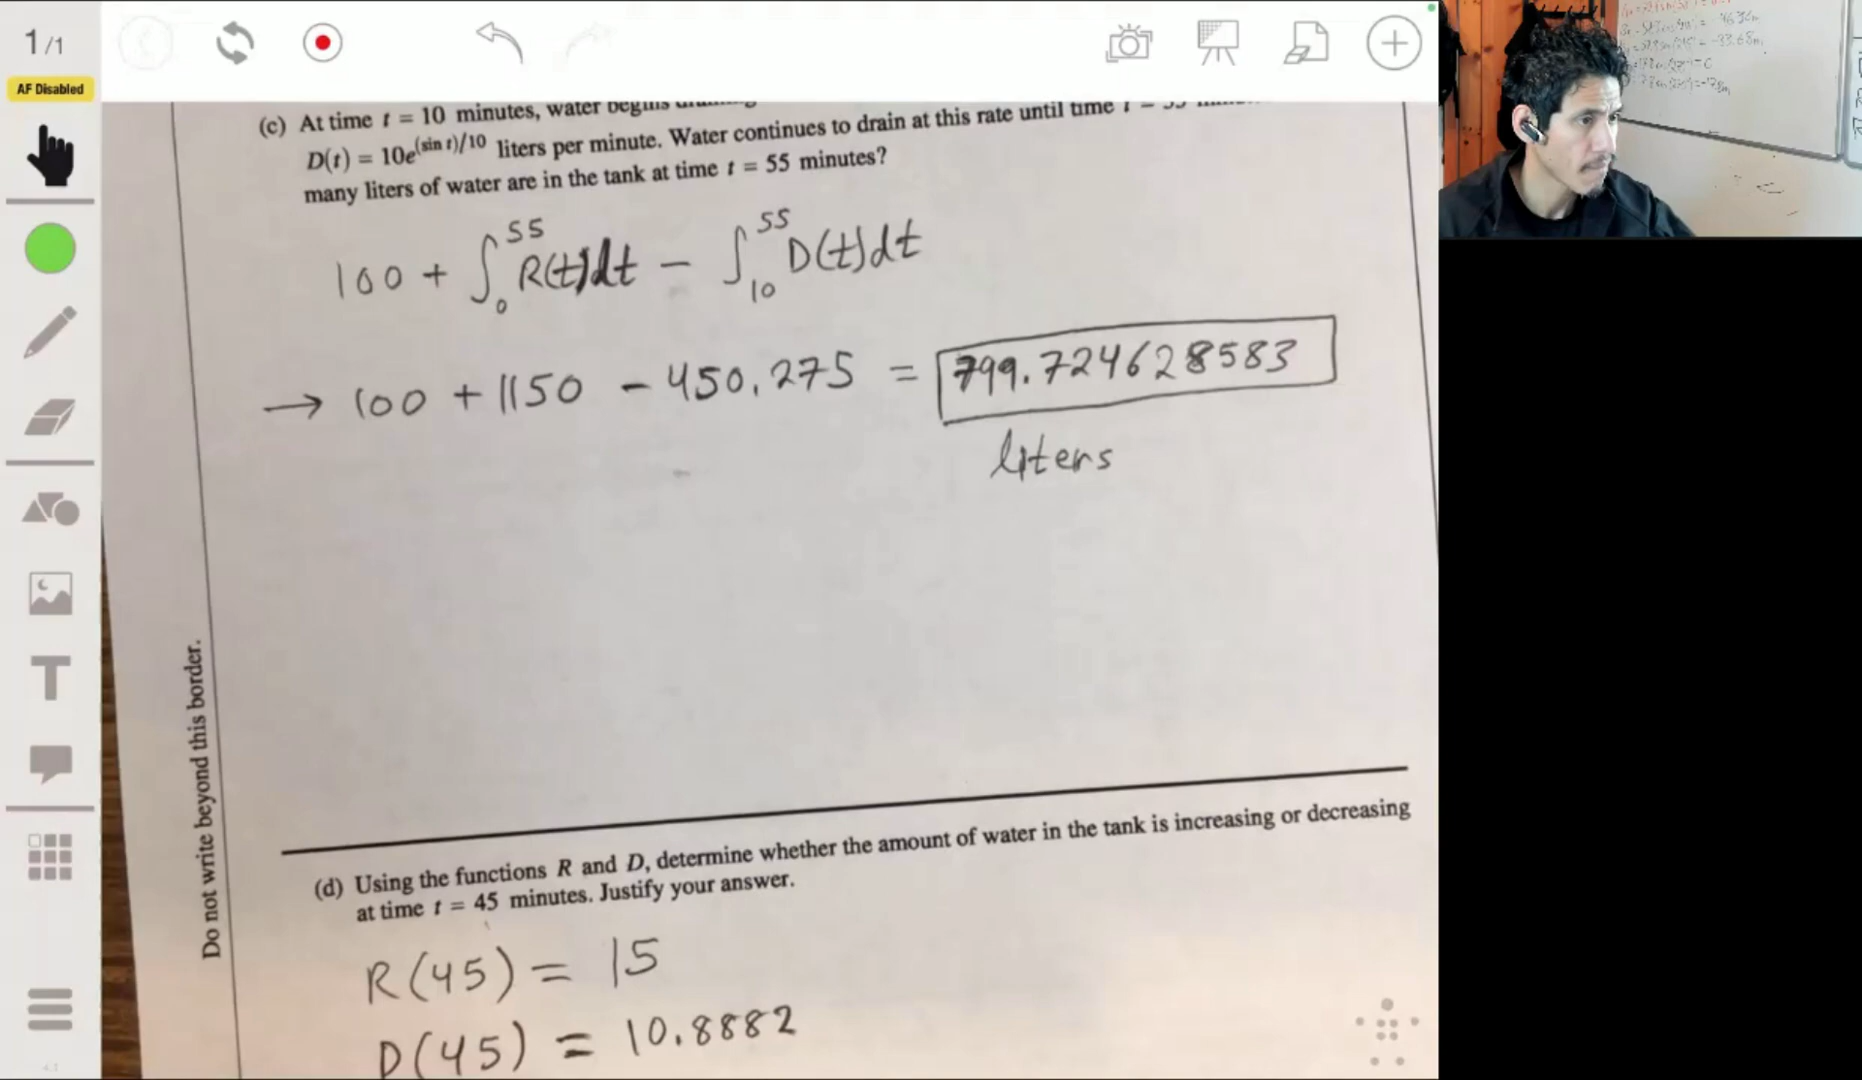 1/1
AF Disabled
(c) At time t = 10 minutes, water begins
D(t) = 10e^(sin t)/10 liters per minute. Water continues to drain at this rate until time t = 55
many liters of water are in the tank at time t = 55 minutes?
100 + ∫₀⁵⁵ R(t)dt − ∫₁₀⁵⁵ D(t)dt
→ 100 + 1150 − 450.275 = 799.724628583
liters
Do not write beyond this border.
(d) Using the functions R and D, determine whether the amount of water in the tank is increasing or decreasing
at time t = 45 minutes. Justify your answer.
R(45) = 15
D(45) = 10.8882